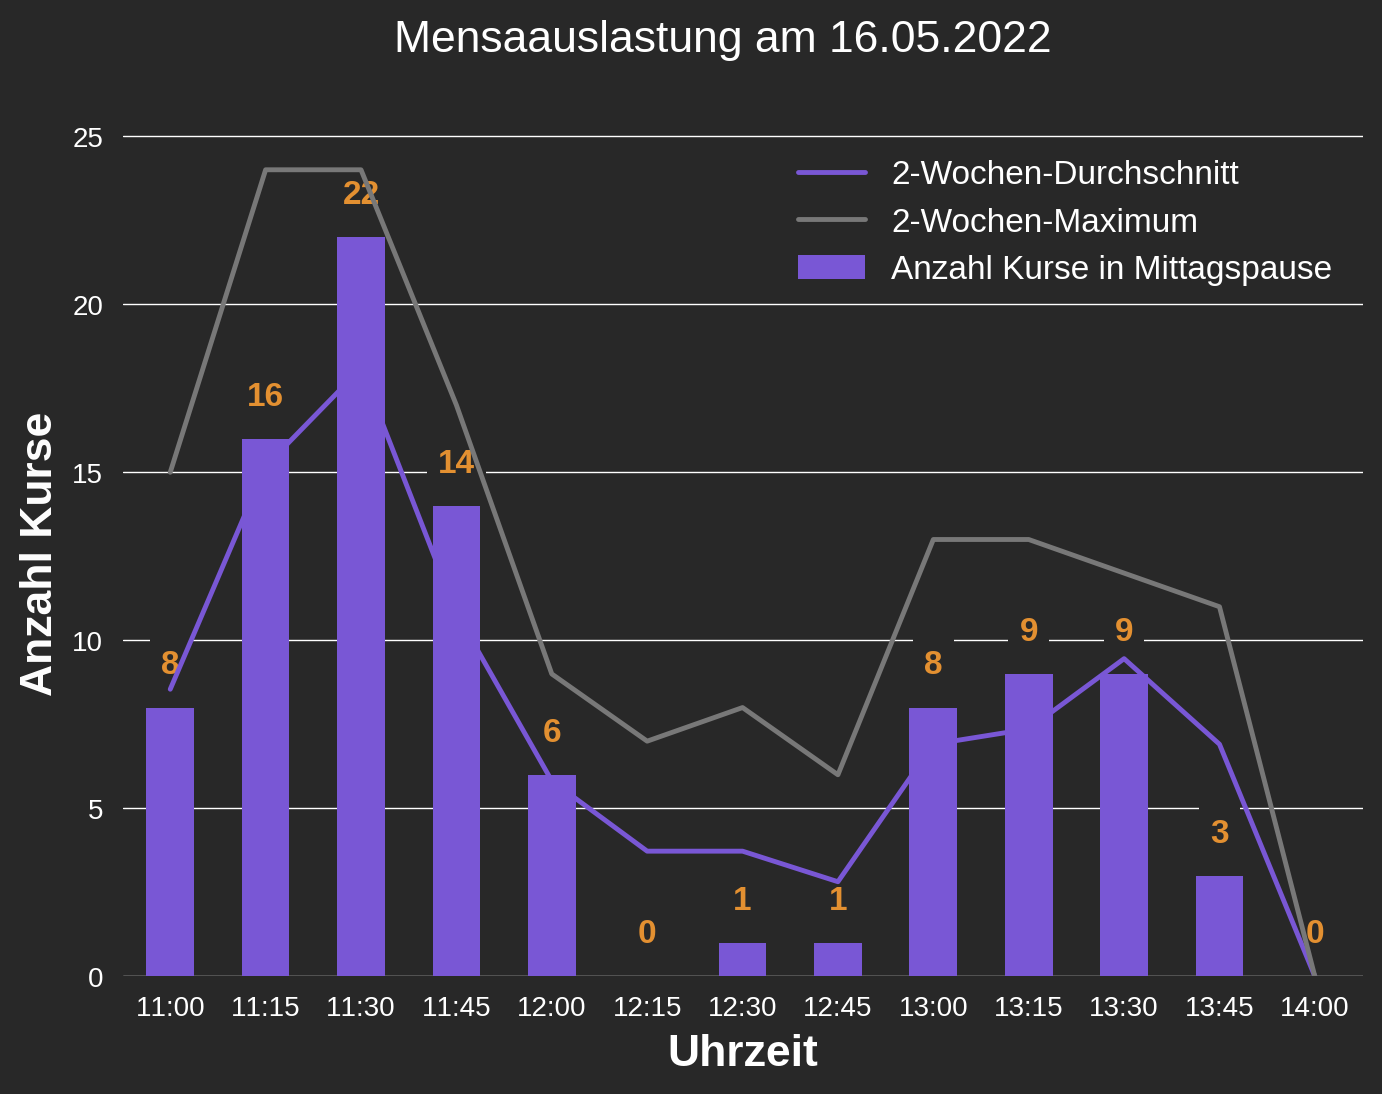 Mensaauslastung am 16.05.2022
2-Wochen-Durchschnitt
2-Wochen-Maximum
Anzahl Kurse in Mittagspause
Anzahl Kurse
25
20
15
10
5
0
8
16
22
14
6
0
1
1
8
9
9
3
0
11:00 11:15 11:30 11:45 12:00 12:15 12:30 12:45 13:00 13:15 13:30 13:45 14:00
Uhrzeit